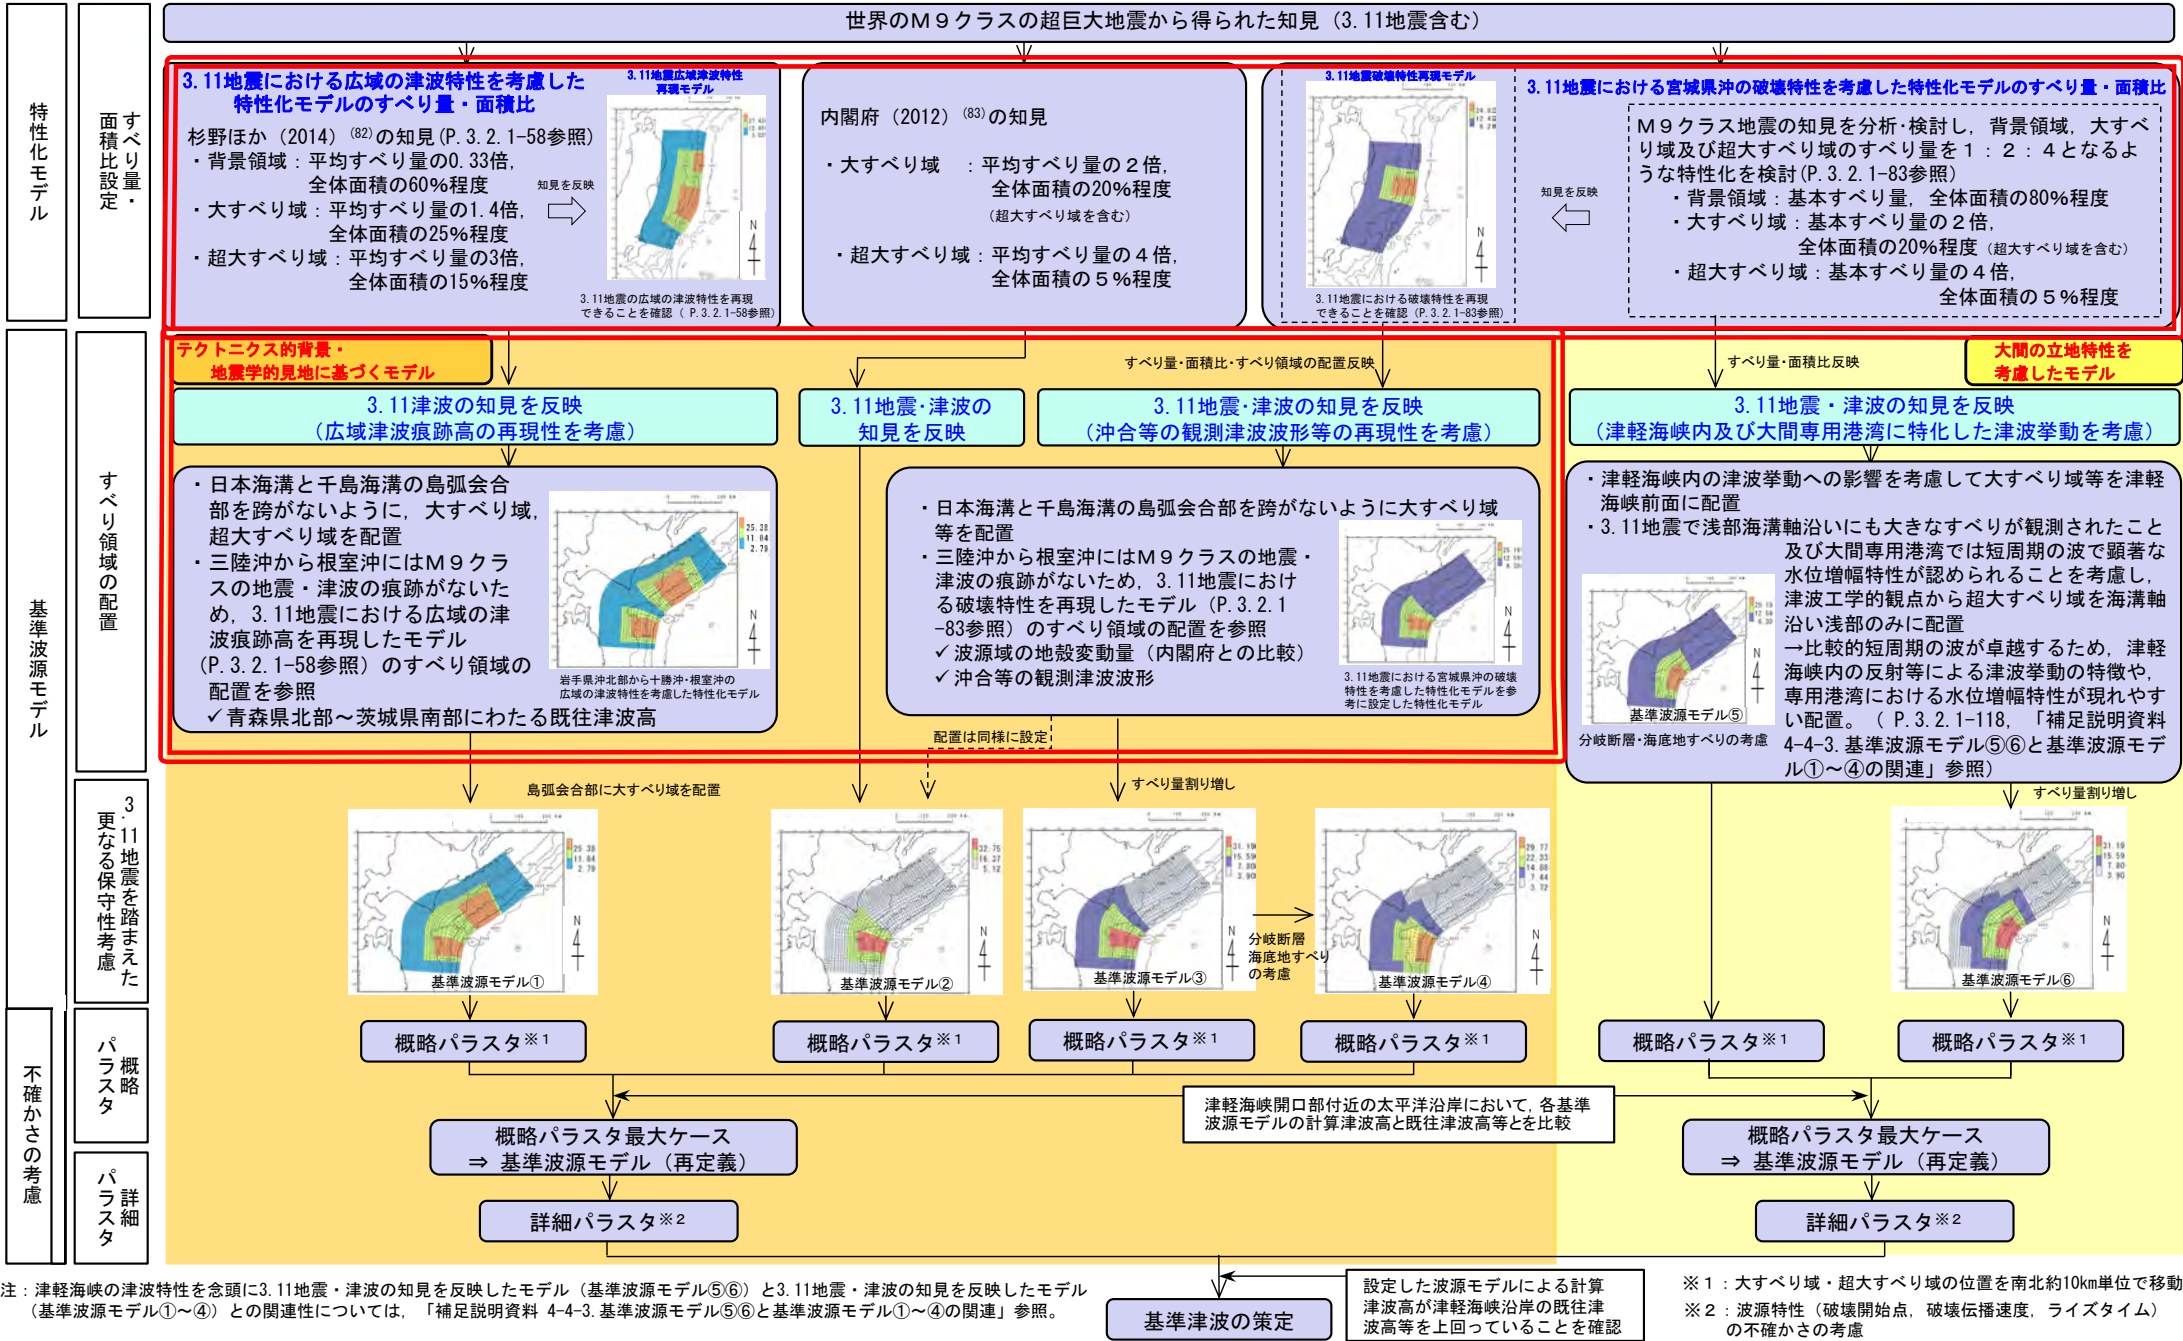 世界のM9クラスの超巨大地震から得られた知見（3.11地震含む）
特性化モデル
すべり量・
面積比設定
3.11地震における広域の津波特性を考慮した
特性化モデルのすべり量・面積比
杉野ほか（2014）(82)の知見(P.3.2.1-58参照)
・背景領域：平均すべり量の0.33倍，
全体面積の60%程度
・大すべり域：平均すべり量の1.4倍，
全体面積の25%程度
・超大すべり域：平均すべり量の3倍，
全体面積の15%程度
知見を反映
3.11地震広域津波特性
再現モデル
N
3.11地震の広域の津波特性を再現
できることを確認（ P.3.2.1-58参照）
内閣府（2012）(83)の知見
・大すべり域　：平均すべり量の２倍，
全体面積の20%程度
（超大すべり域を含む）
・超大すべり域：平均すべり量の４倍，
全体面積の５%程度
3.11地震破壊特性再現モデル
N
3.11地震における破壊特性を再現
できることを確認（P.3.2.1-83参照）
知見を反映
3.11地震における宮城県沖の破壊特性を考慮した特性化モデルのすべり量・面積比
Ｍ９クラス地震の知見を分析・検討し，背景領域，大すべ
り域及び超大すべり域のすべり量を１：２：４となるよ
うな特性化を検討(P.3.2.1-83参照)
・背景領域：基本すべり量，全体面積の80%程度
・大すべり域：基本すべり量の２倍，
全体面積の20%程度（超大すべり域を含む）
・超大すべり域：基本すべり量の４倍，
全体面積の５%程度
基準波源モデル
すべり領域の配置
テクトニクス的背景・
地震学的見地に基づくモデル
すべり量・面積比・すべり領域の配置反映
すべり量・面積比反映
大間の立地特性を
考慮したモデル
3.11津波の知見を反映
（広域津波痕跡高の再現性を考慮）
3.11地震・津波の
知見を反映
3.11地震・津波の知見を反映
（沖合等の観測津波波形等の再現性を考慮）
3.11地震・津波の知見を反映
（津軽海峡内及び大間専用港湾に特化した津波挙動を考慮）
・日本海溝と千島海溝の島弧会合
部を跨がないように，大すべり域，
超大すべり域を配置
・三陸沖から根室沖にはＭ９クラ
スの地震・津波の痕跡がないた
め，3.11地震における広域の津
波痕跡高を再現したモデル
（P.3.2.1-58参照）のすべり領域の
配置を参照
✓青森県北部～茨城県南部にわたる既往津波高
25.38
11.84
2.79
N
岩手県沖北部から十勝沖・根室沖の
広域の津波特性を考慮した特性化モデル
・日本海溝と千島海溝の島弧会合部を跨がないように大すべり域
等を配置
・三陸沖から根室沖にはＭ９クラスの地震・
津波の痕跡がないため，3.11地震におけ
る破壊特性を再現したモデル（P.3.2.1
-83参照）のすべり領域の配置を参照
✓波源域の地殻変動量（内閣府との比較）
✓沖合等の観測津波波形
N
3.11地震における宮城県沖の破壊
特性を考慮した特性化モデルを参
考に設定した特性化モデル
・津軽海峡内の津波挙動への影響を考慮して大すべり域等を津軽
海峡前面に配置
・3.11地震で浅部海溝軸沿いにも大きなすべりが観測されたこと
及び大間専用港湾では短周期の波で顕著な
水位増幅特性が認められることを考慮し，
津波工学的観点から超大すべり域を海溝軸
沿い浅部のみに配置
→比較的短周期の波が卓越するため，津軽
海峡内の反射等による津波挙動の特徴や，
専用港湾における水位増幅特性が現れやす
い配置。（ P.3.2.1-118，「補足説明資料
4-4-3.基準波源モデル⑤⑥と基準波源モデ
ル①～④の関連」参照）
N
基準波源モデル⑤
分岐断層・海底地すべりの考慮
配置は同様に設定
3.11地震を踏まえた
更なる保守性考慮
島弧会合部に大すべり域を配置
すべり量割り増し
すべり量割り増し
25.38
11.84
2.79
N
基準波源モデル①
32.75
16.37
5.12
N
基準波源モデル②
31.19
15.59
7.80
3.90
N
基準波源モデル③
分岐断層
海底地すべり
の考慮
29.77
22.33
14.88
7.44
3.72
N
基準波源モデル④
31.19
15.59
7.80
3.90
N
基準波源モデル⑥
不確かさの考慮
概略
パラスタ
概略パラスタ※1
概略パラスタ※1
概略パラスタ※1
概略パラスタ※1
概略パラスタ※1
概略パラスタ※1
津軽海峡開口部付近の太平洋沿岸において，各基準
波源モデルの計算津波高と既往津波高等とを比較
概略パラスタ最大ケース
⇒ 基準波源モデル（再定義）
概略パラスタ最大ケース
⇒ 基準波源モデル（再定義）
詳細
パラスタ
詳細パラスタ※2
詳細パラスタ※2
注：津軽海峡の津波特性を念頭に3.11地震・津波の知見を反映したモデル（基準波源モデル⑤⑥）と3.11地震・津波の知見を反映したモデル
（基準波源モデル①～④）との関連性については，「補足説明資料 4-4-3.基準波源モデル⑤⑥と基準波源モデル①～④の関連」参照。
基準津波の策定
設定した波源モデルによる計算
津波高が津軽海峡沿岸の既往津
波高等を上回っていることを確認
※１：大すべり域・超大すべり域の位置を南北約10km単位で移動
※２：波源特性（破壊開始点，破壊伝播速度，ライズタイム）
の不確かさの考慮